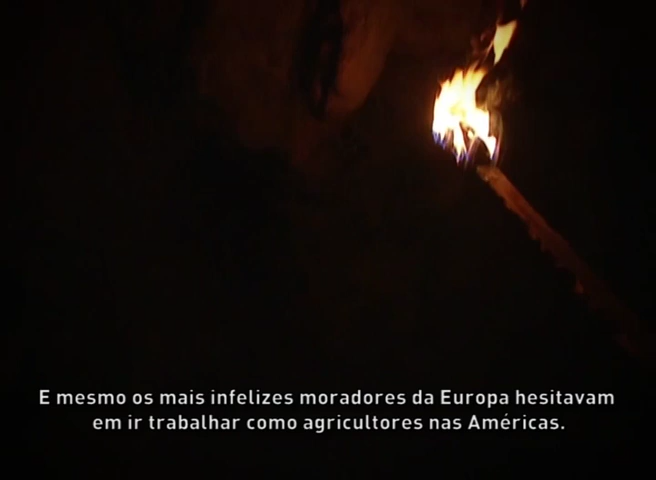 E mesmo os mais infelizes moradores da Europa hesitavam
em ir trabalhar como agricultores nas Américas.